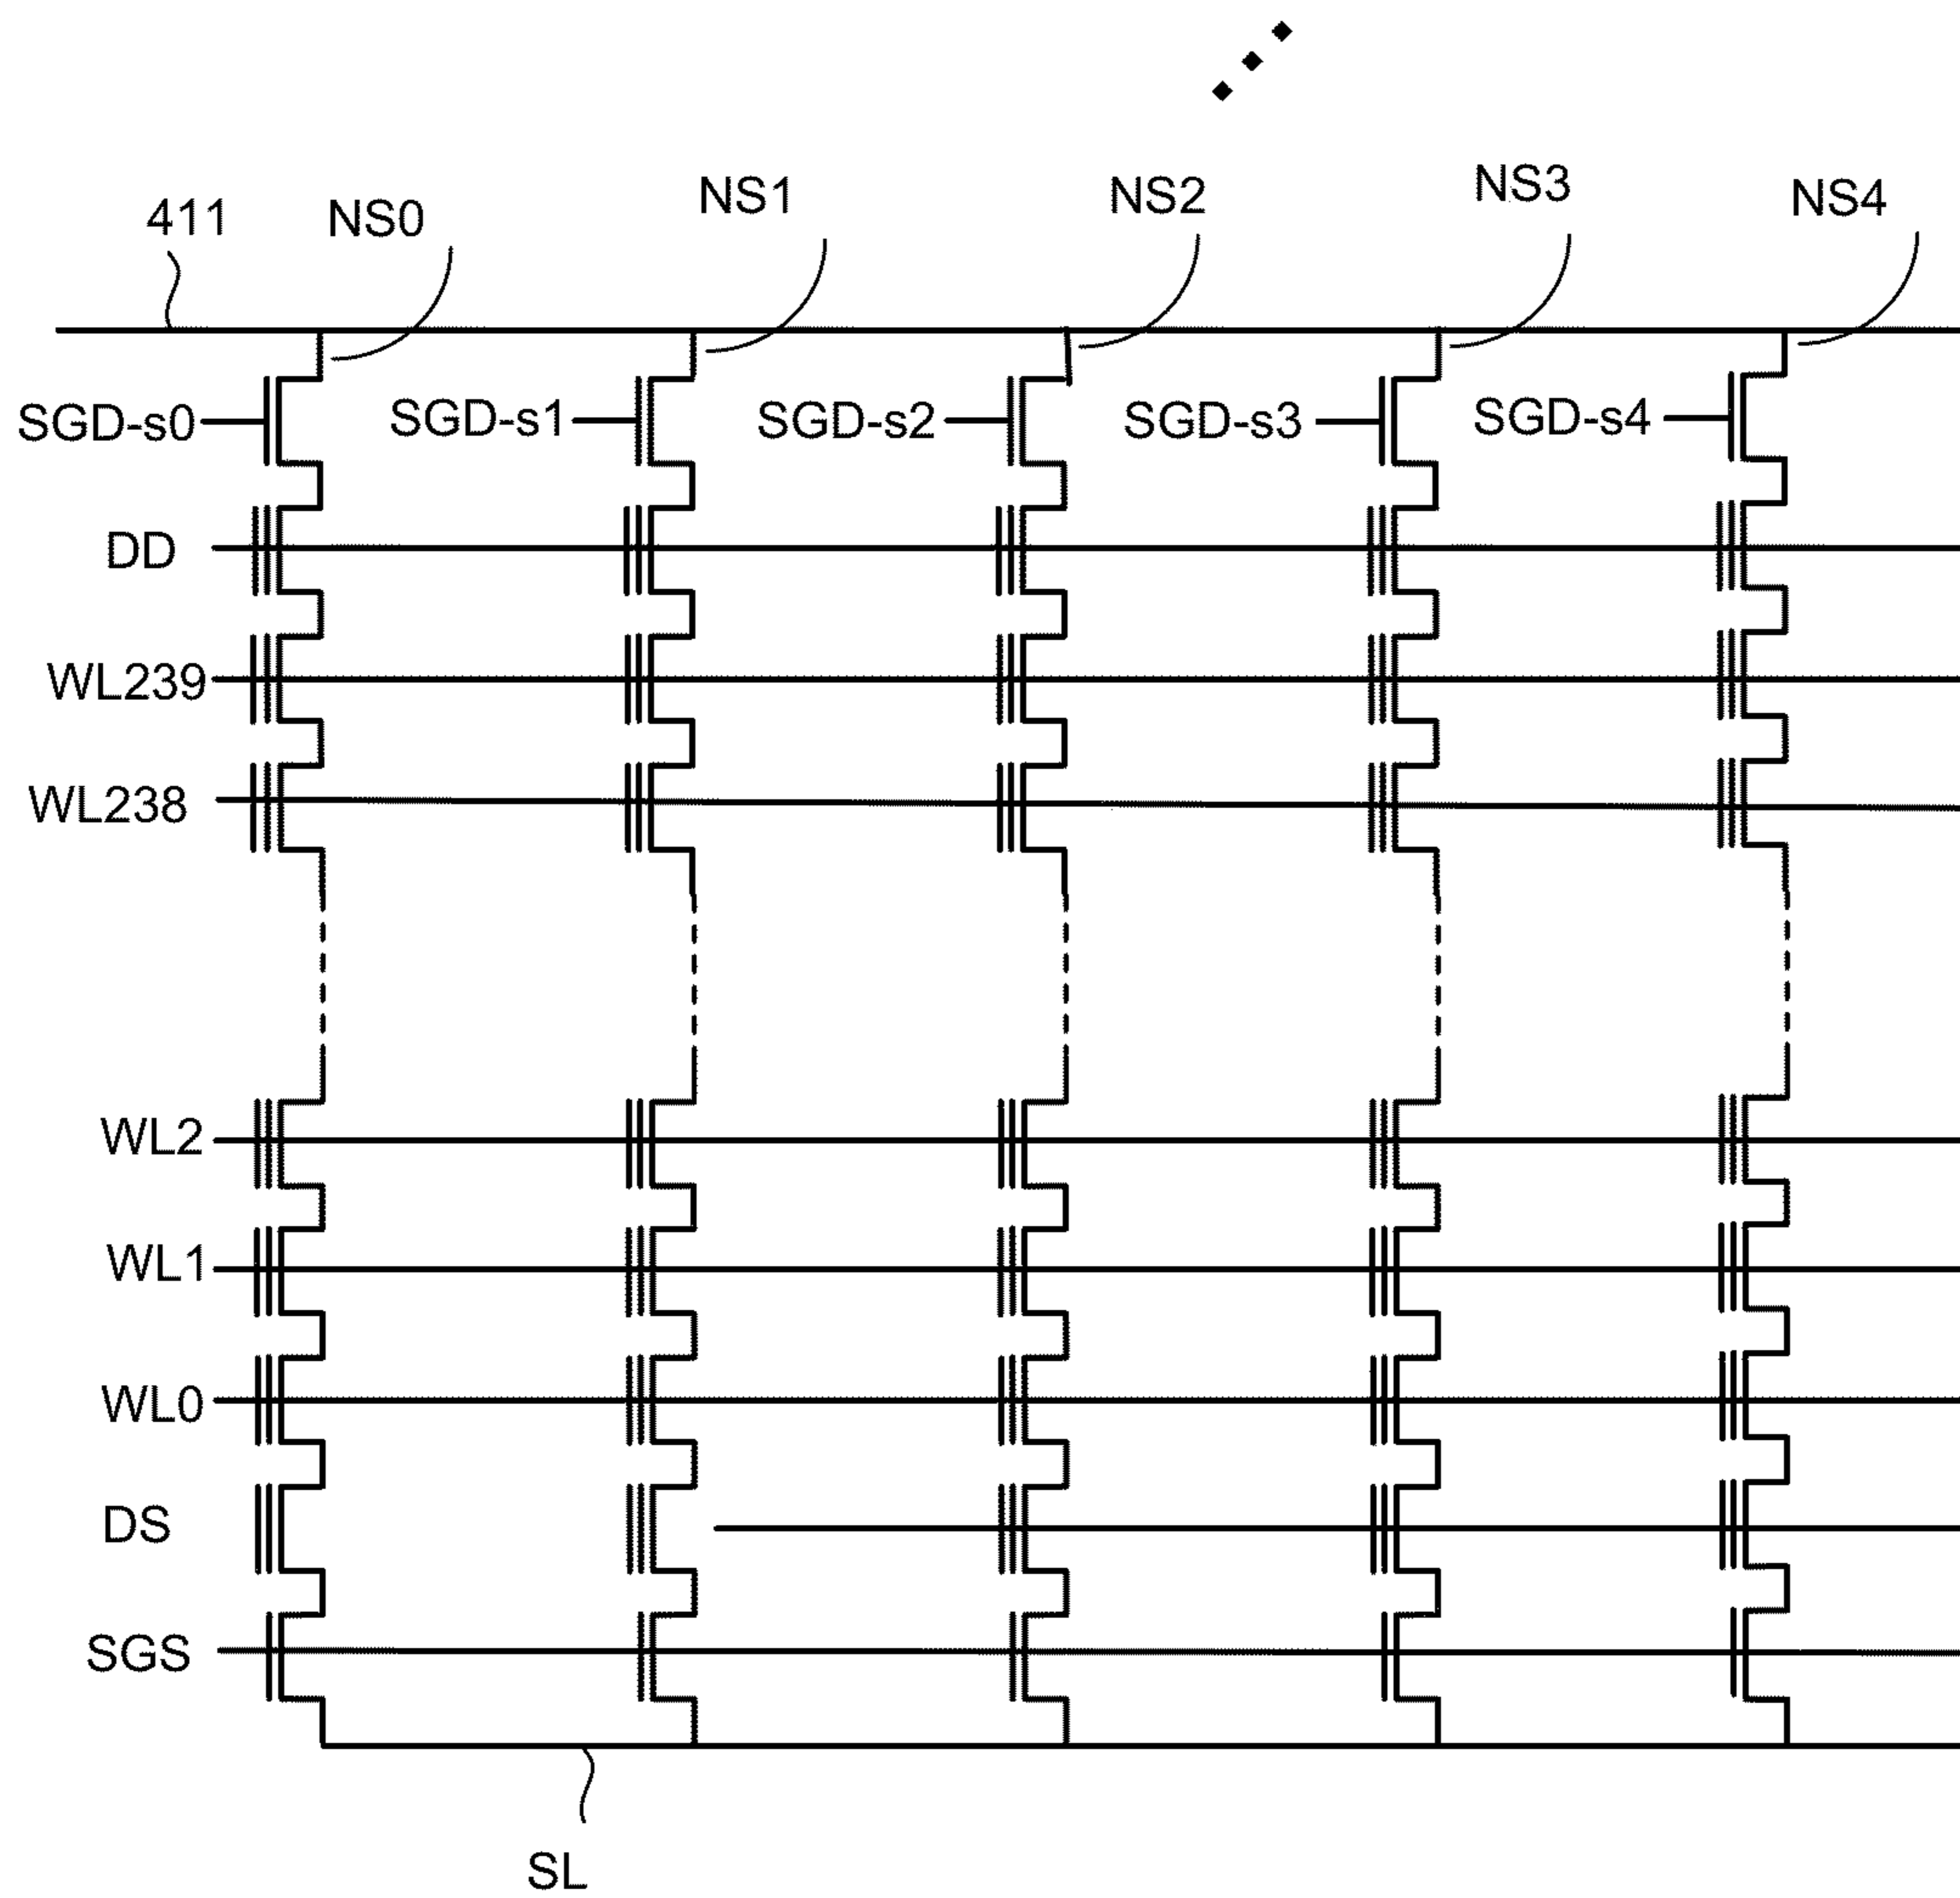 411
NS0
NS1
NS2
NS3
NS4
SGD-s0
SGD-s1
SGD-s2
SGD-s3
SGD-s4
DD
WL239
WL238
WL2
WL1
WL0
DS
SGS
SL